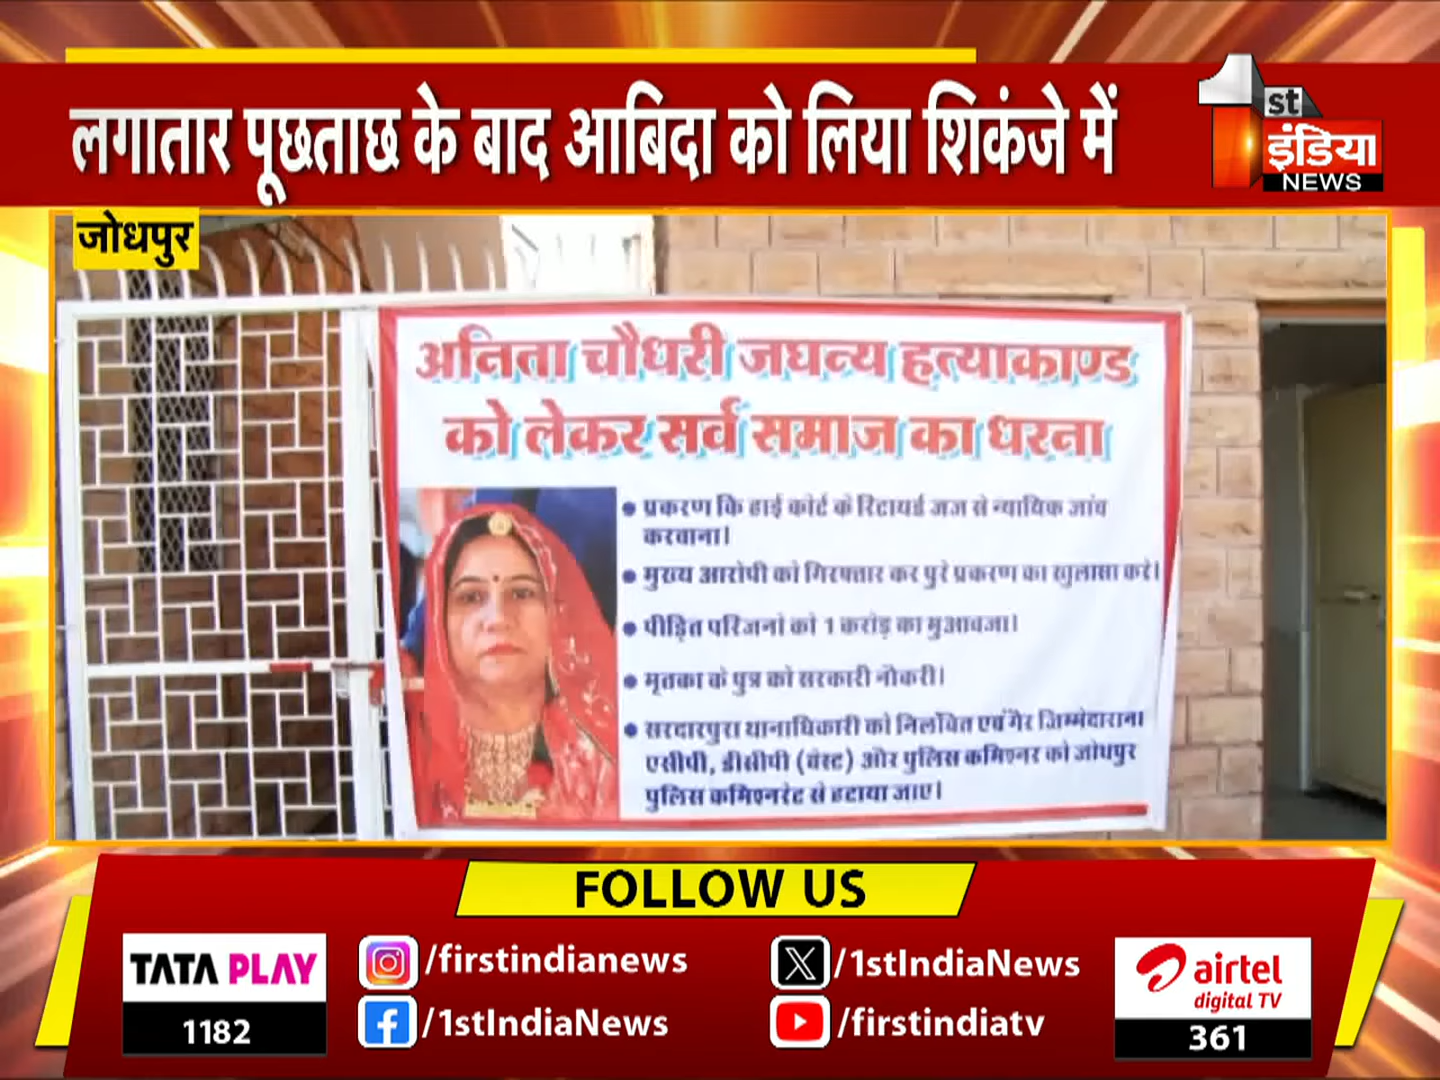 लगातार पूछताछ के बाद आबिदा को लिया शिकंजे में
1st
इंडिया
NEWS
जोधपुर
अनिता चौधरी जघन्य हत्याकाण्ड
को लेकर सर्व समाज का धरना
प्रकरण कि हाई कोर्ट के रिटायर्ड जज से न्यायिक जांच
करवाना।
मुख्य आरोपी को गिरफ्तार कर पुरे प्रकरण का खुलासा करे।
पीड़ित परिजनों को 1 करोड़ का मुआवजा।
मृतका के पुत्र को सरकारी नौकरी।
सरदारपुरा थानाधिकारी को निलंबित एवं गैर जिम्मेदाराना
एसीपी, डीसीपी (वेस्ट) और पुलिस कमिश्नर को जोधपुर
पुलिस कमिश्नरेट से हटाया जाए।
FOLLOW US
TATA PLAY
1182
/firstindianews
/1stIndiaNews
/1stIndiaNews
/firstindiatv
airtel
digital TV
361